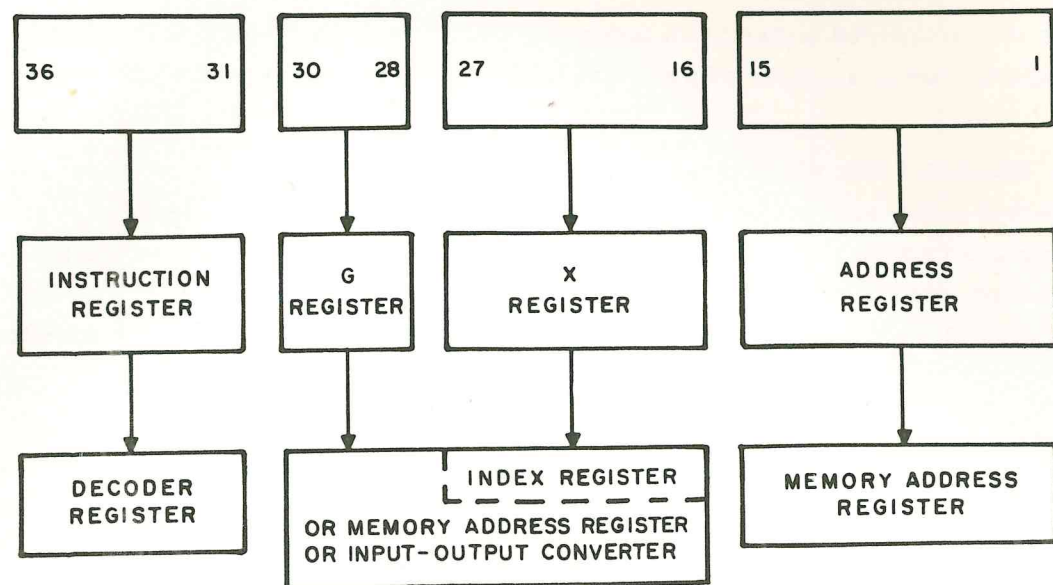 36 31 30 28 27 16 15 1
INSTRUCTION
REGISTER
G
REGISTER
X
REGISTER
ADDRESS
REGISTER
DECODER
REGISTER
INDEX REGISTER
OR MEMORY ADDRESS REGISTER
OR INPUT-OUTPUT CONVERTER
MEMORY ADDRESS
REGISTER